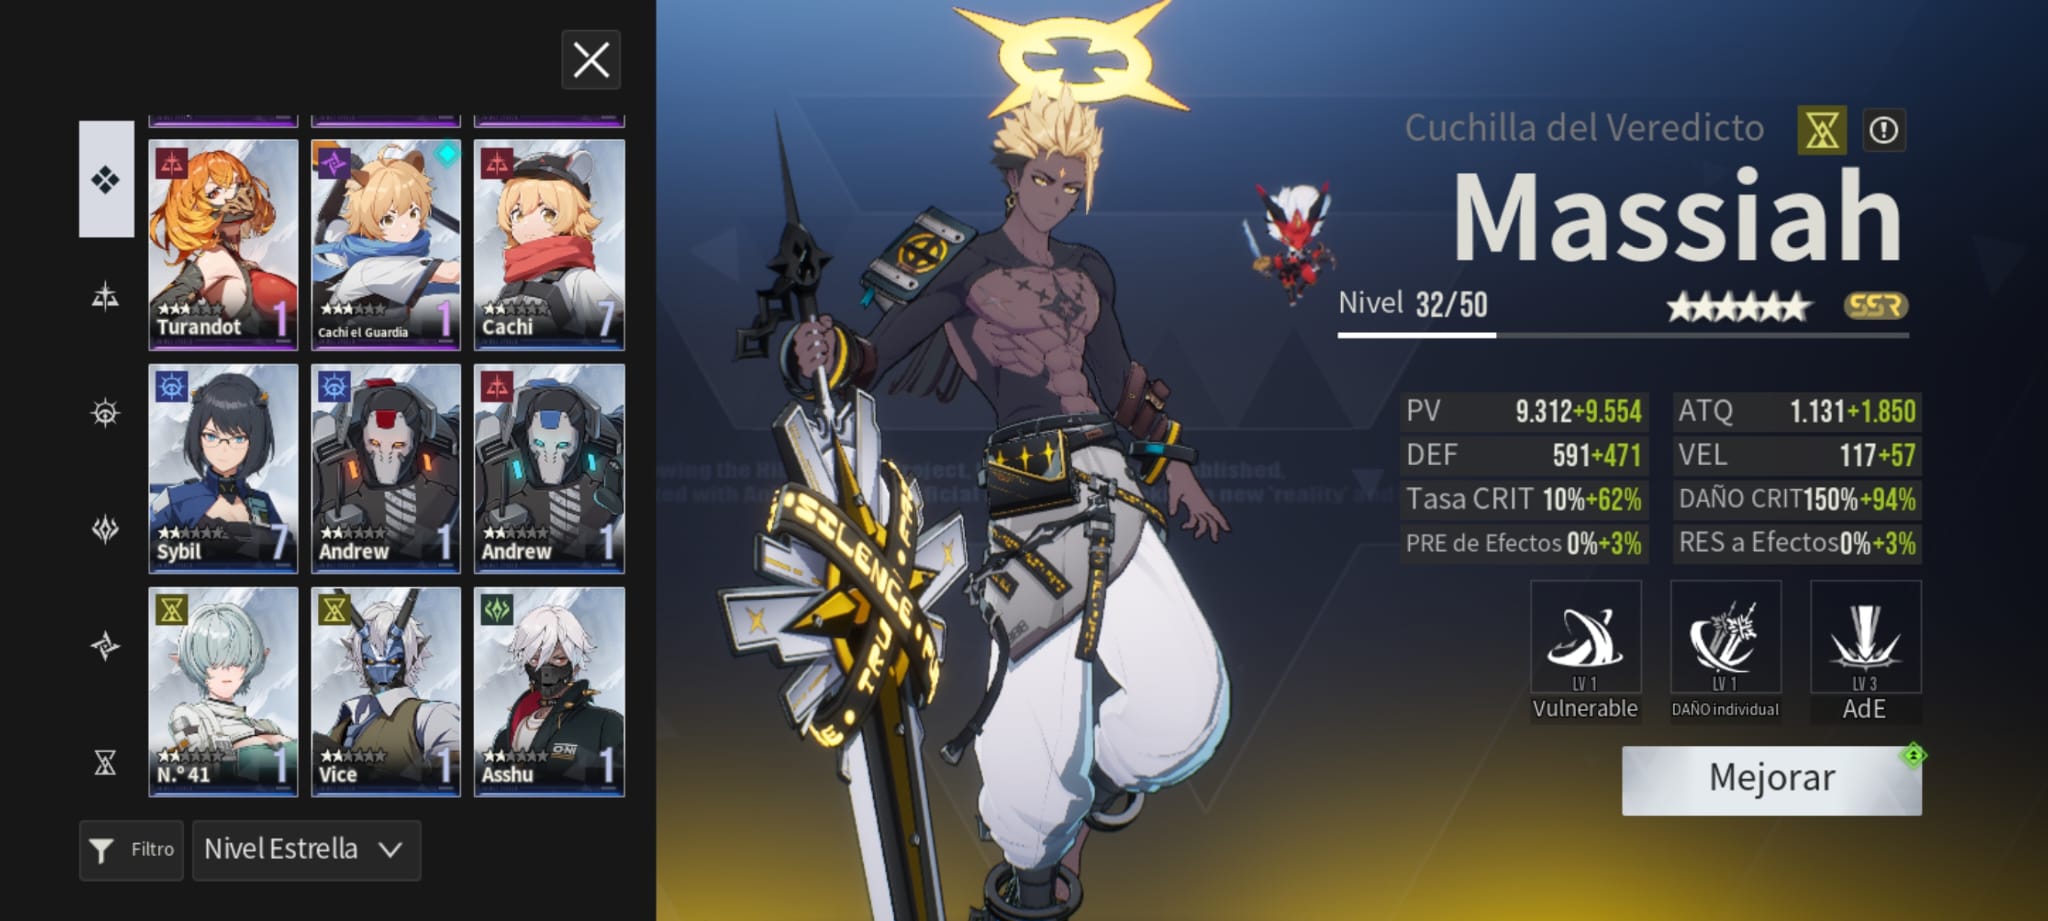 Turandot 1
Cachi el Guardia 1
Cachi 7
Sybil 7
Andrew 1
Andrew 1
N.º 41 1
Vice 1
Asshu 1
Filtro
Nivel Estrella
SILENCE
TRU
Cuchilla del Veredicto
Massiah
Nivel 32/50
SSR
PV 9.312+9.554
ATQ 1.131+1.850
DEF 591+471
VEL 117+57
Tasa CRIT 10%+62%
DAÑO CRIT 150%+94%
PRE de Efectos 0%+3%
RES a Efectos 0%+3%
LV 1
Vulnerable
LV 1
DAÑO individual
LV 3
AdE
Mejorar